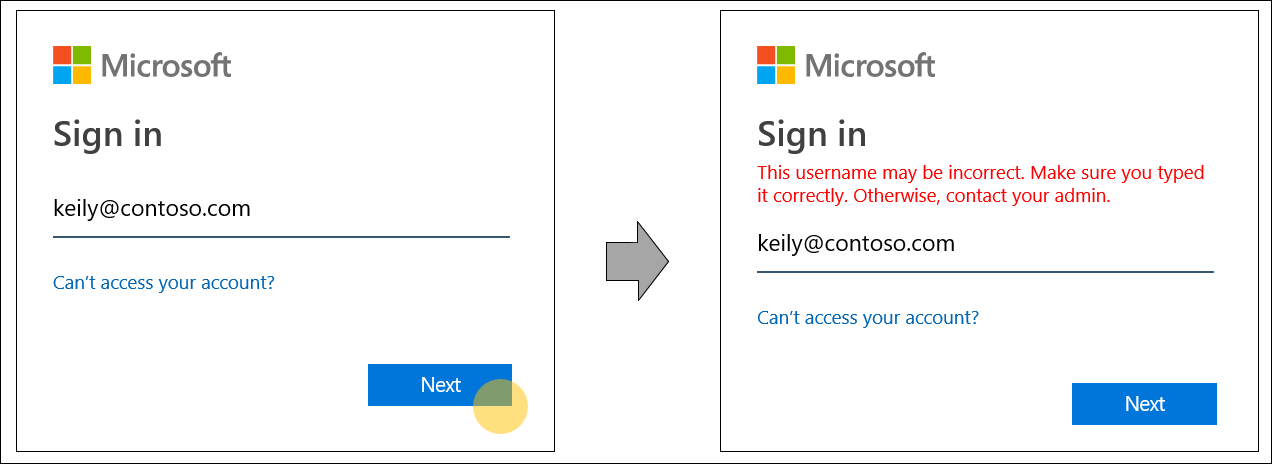 Microsoft
Sign in
keily@contoso.com
Can't access your account?
Next
Microsoft
Sign in
This username may be incorrect. Make sure you typed
it correctly. Otherwise, contact your admin.
keily@contoso.com
Can't access your account?
Next